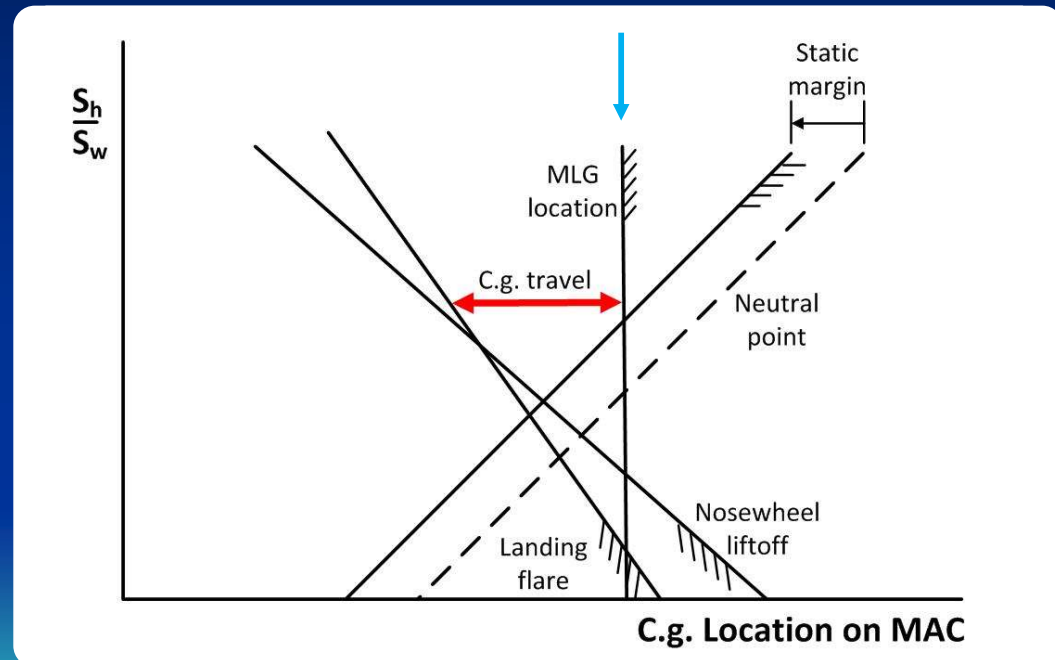 Static
margin
S_h
S_w
MLG
location
C.g. travel
Neutral
point
Nosewheel
liftoff
Landing
flare
C.g. Location on MAC